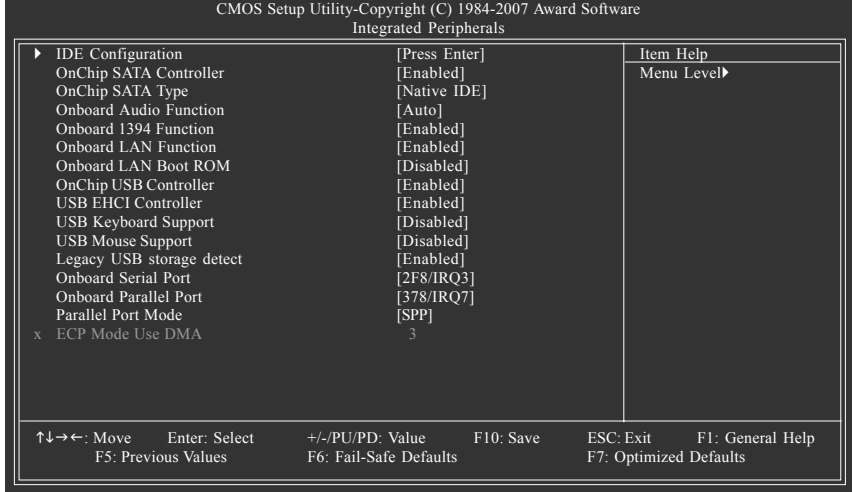 CMOS Setup Utility-Copyright (C) 1984-2007 Award Software
Integrated Peripherals
▶ IDE Configuration [Press Enter] Item Help
OnChip SATA Controller [Enabled] Menu Level▶
OnChip SATA Type [Native IDE]
Onboard Audio Function [Auto]
Onboard 1394 Function [Enabled]
Onboard LAN Function [Enabled]
Onboard LAN Boot ROM [Disabled]
OnChip USB Controller [Enabled]
USB EHCI Controller [Enabled]
USB Keyboard Support [Disabled]
USB Mouse Support [Disabled]
Legacy USB storage detect [Enabled]
Onboard Serial Port [2F8/IRQ3]
Onboard Parallel Port [378/IRQ7]
Parallel Port Mode [SPP]
x ECP Mode Use DMA 3
↑↓→←: Move Enter: Select +/-/PU/PD: Value F10: Save ESC: Exit F1: General Help
F5: Previous Values F6: Fail-Safe Defaults F7: Optimized Defaults